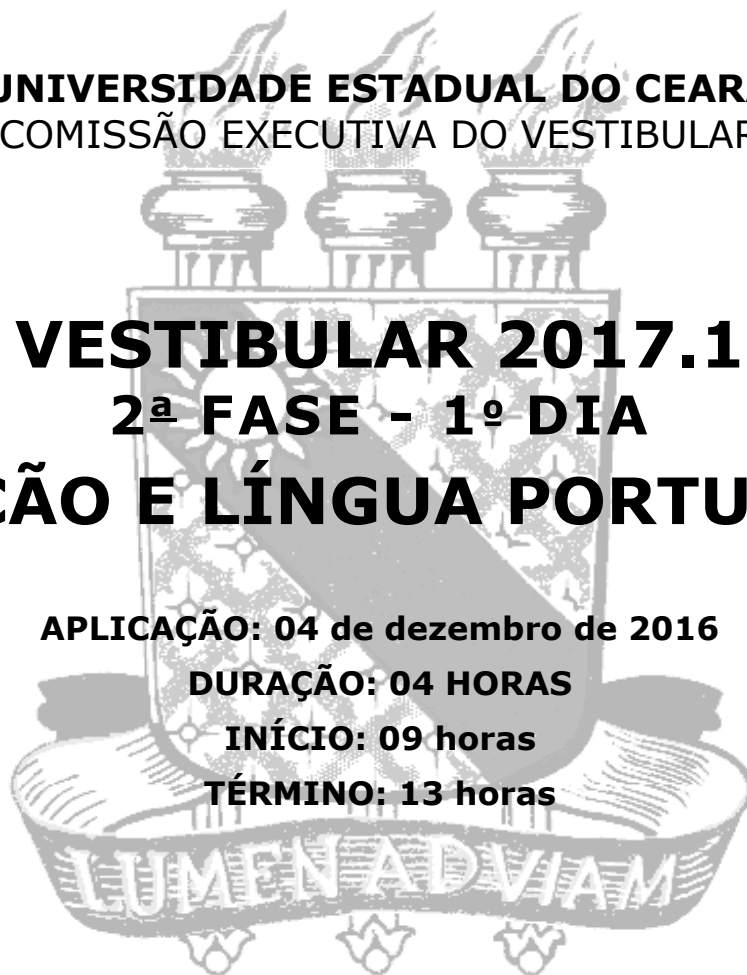 UNIVERSIDADE ESTADUAL DO CEAR
COMISSÃO EXECUTIVA DO VESTIBULAR
VESTIBULAR 2017.1
2ª FASE - 1º DIA
ÇÃO E LÍNGUA PORTU
APLICAÇÃO: 04 de dezembro de 2016
DURAÇÃO: 04 HORAS
INÍCIO: 09 horas
TÉRMINO: 13 horas
LUMEN AD VIAM